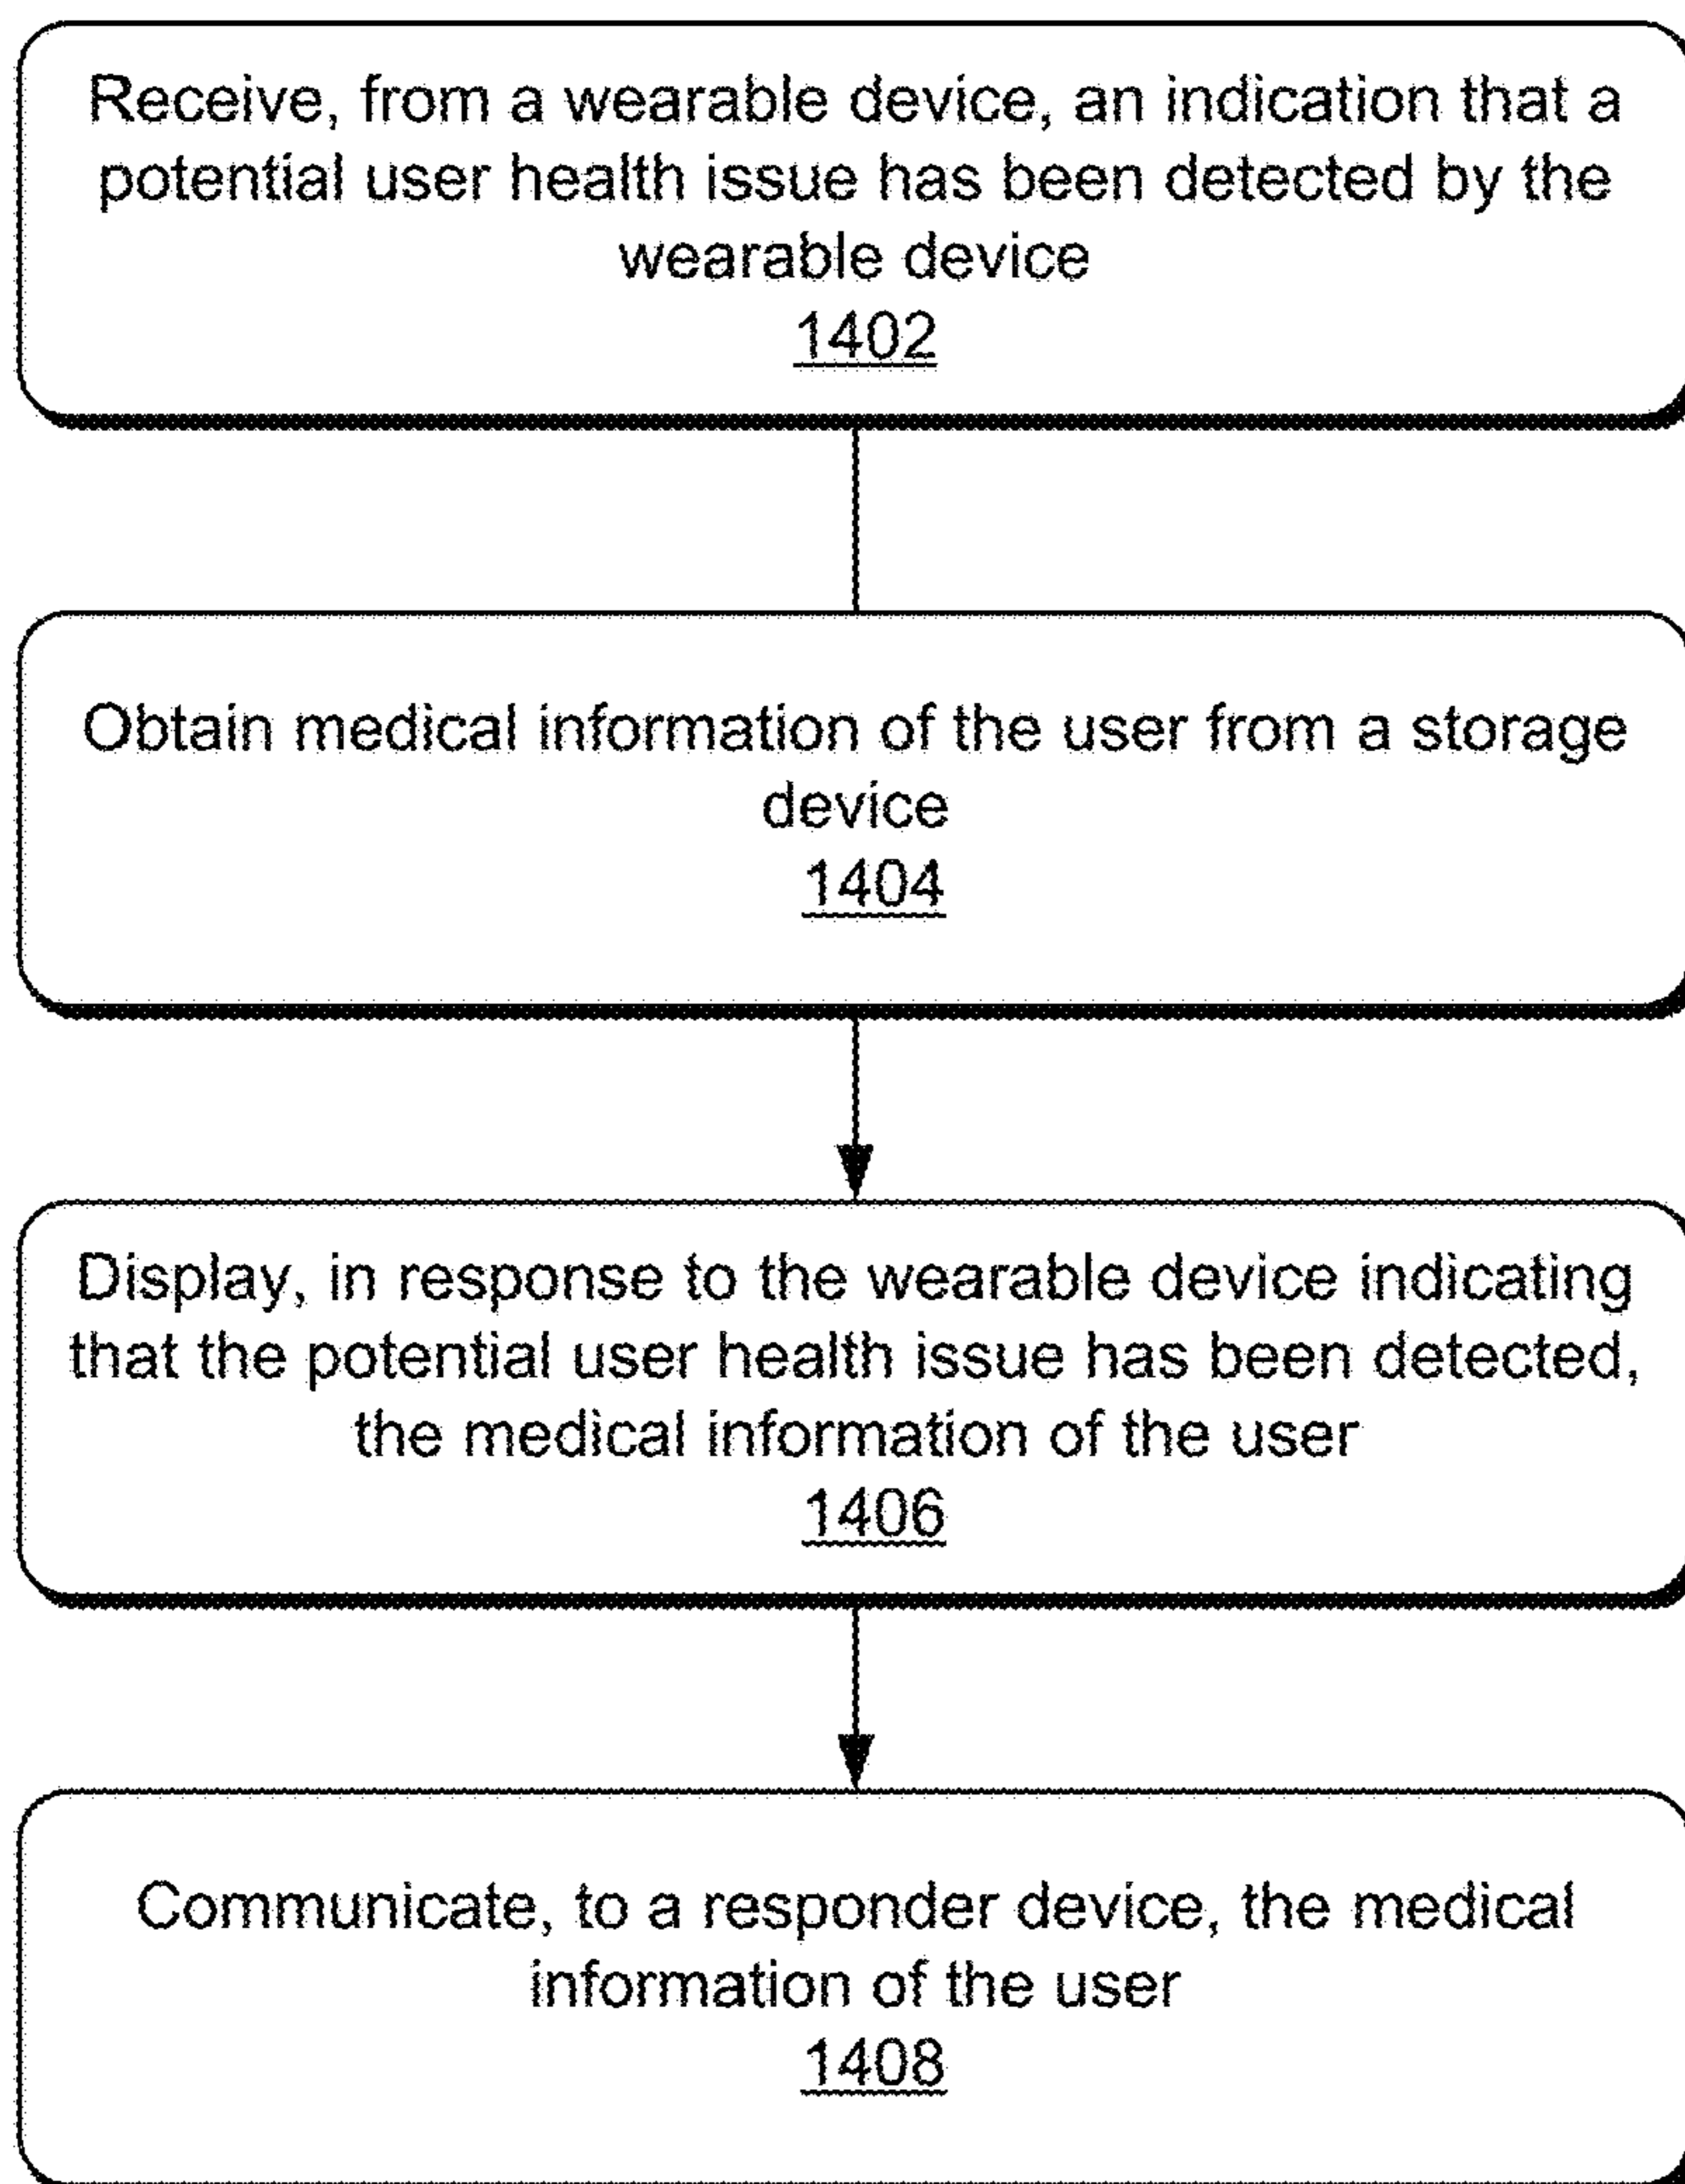 Receive, from a wearable device, an indication that a
potential user health issue has been detected by the
wearable device
1402
Obtain medical information of the user from a storage
device
1404
Display, in response to the wearable device indicating
that the potential user health issue has been detected,
the medical information of the user
1406
Communicate, to a responder device, the medical
information of the user
1408